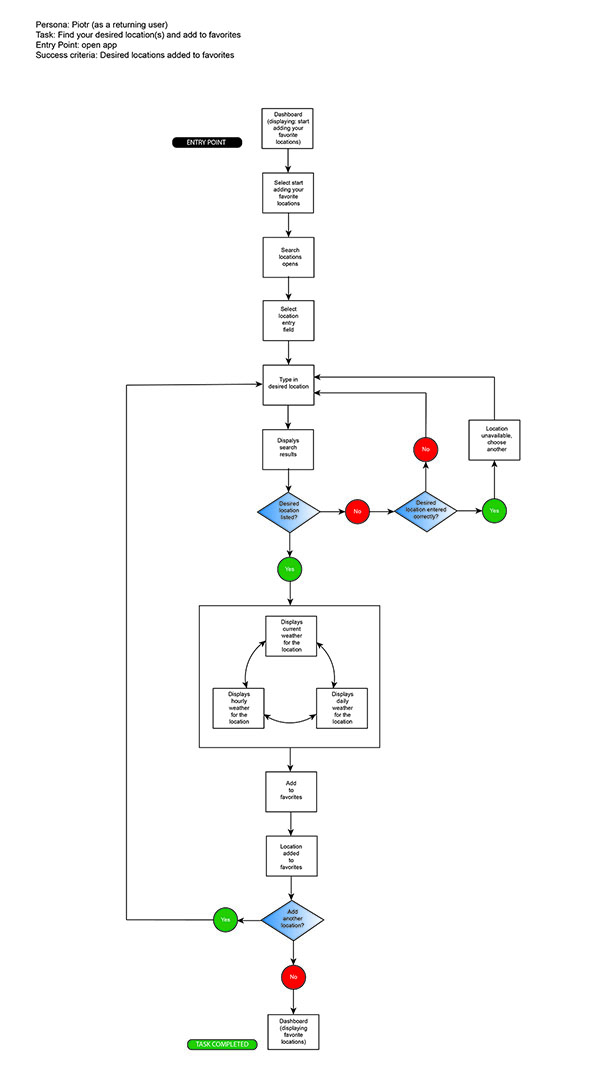 Persona: Piotr (as a returning user)
Task: Find your desired location(s) and add to favorites
Entry Point: open app
Success criteria: Desired locations added to favorites
Dashboard
(displaying: start
adding your
favorite
locations)
ENTRY POINT
Select start
adding your
favorite
locations
Search
locations
opens
Select
location
entry
field
Type in
desired location
Dispalys
search
results
Location
unavailable,
choose
another
No
Desired
location
listed?
No
Desired
location entered
correctly?
Yes
Yes
Displays
current
weather
for the
location
Displays
hourly
weather
for the
location
Displays
daily
weather
for the
location
Add
to
favorites
Location
added
to
favorites
Add
another
location?
Yes
No
Dashboard
(displaying
favorite
locations)
TASK COMPLETED